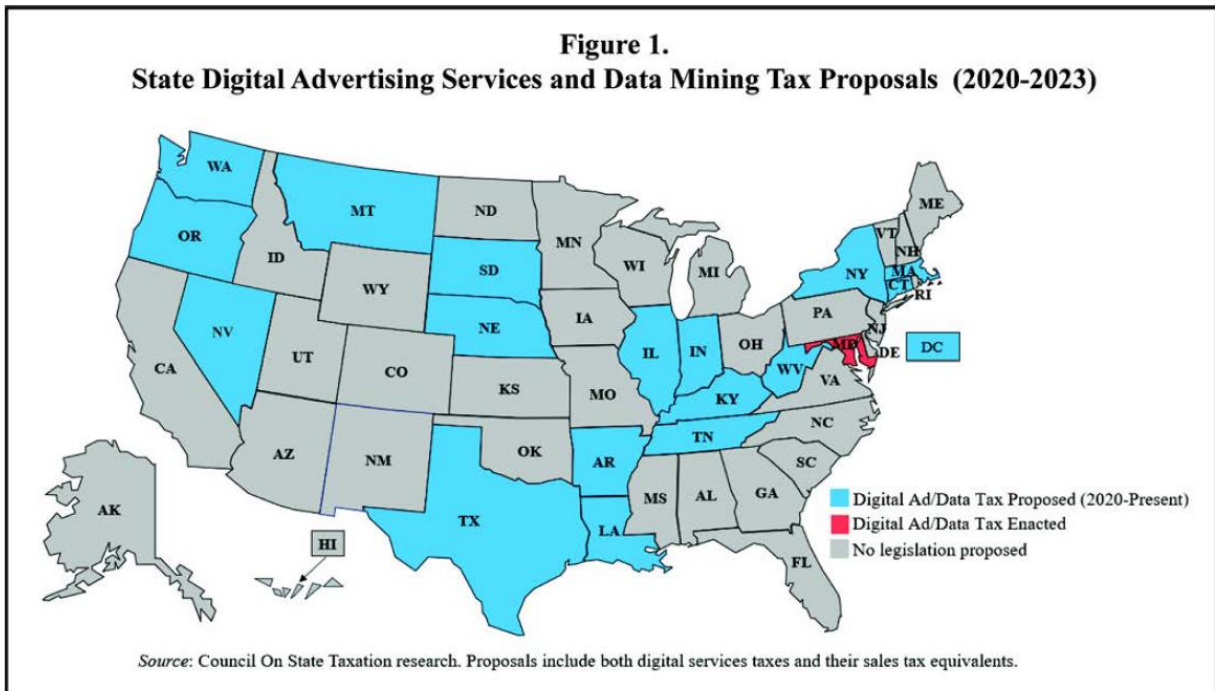 Figure 1.
State Digital Advertising Services and Data Mining Tax Proposals (2020-2023)
WA
MT
ND
ME
OR
MN
VT
ID
NH
SD
WI
MI
NY
MA
WY
CT
RI
IA
PA
NE
NV
NJ
IL
IN
OH
DC
UT
MD
DE
CA
CO
WV
KS
MO
VA
KY
NC
TN
AZ
NM
OK
AR
SC
MS
AL
GA
AK
TX
LA
HI
FL
Digital Ad/Data Tax Proposed (2020-Present)
Digital Ad/Data Tax Enacted
No legislation proposed
Source: Council On State Taxation research. Proposals include both digital services taxes and their sales tax equivalents.